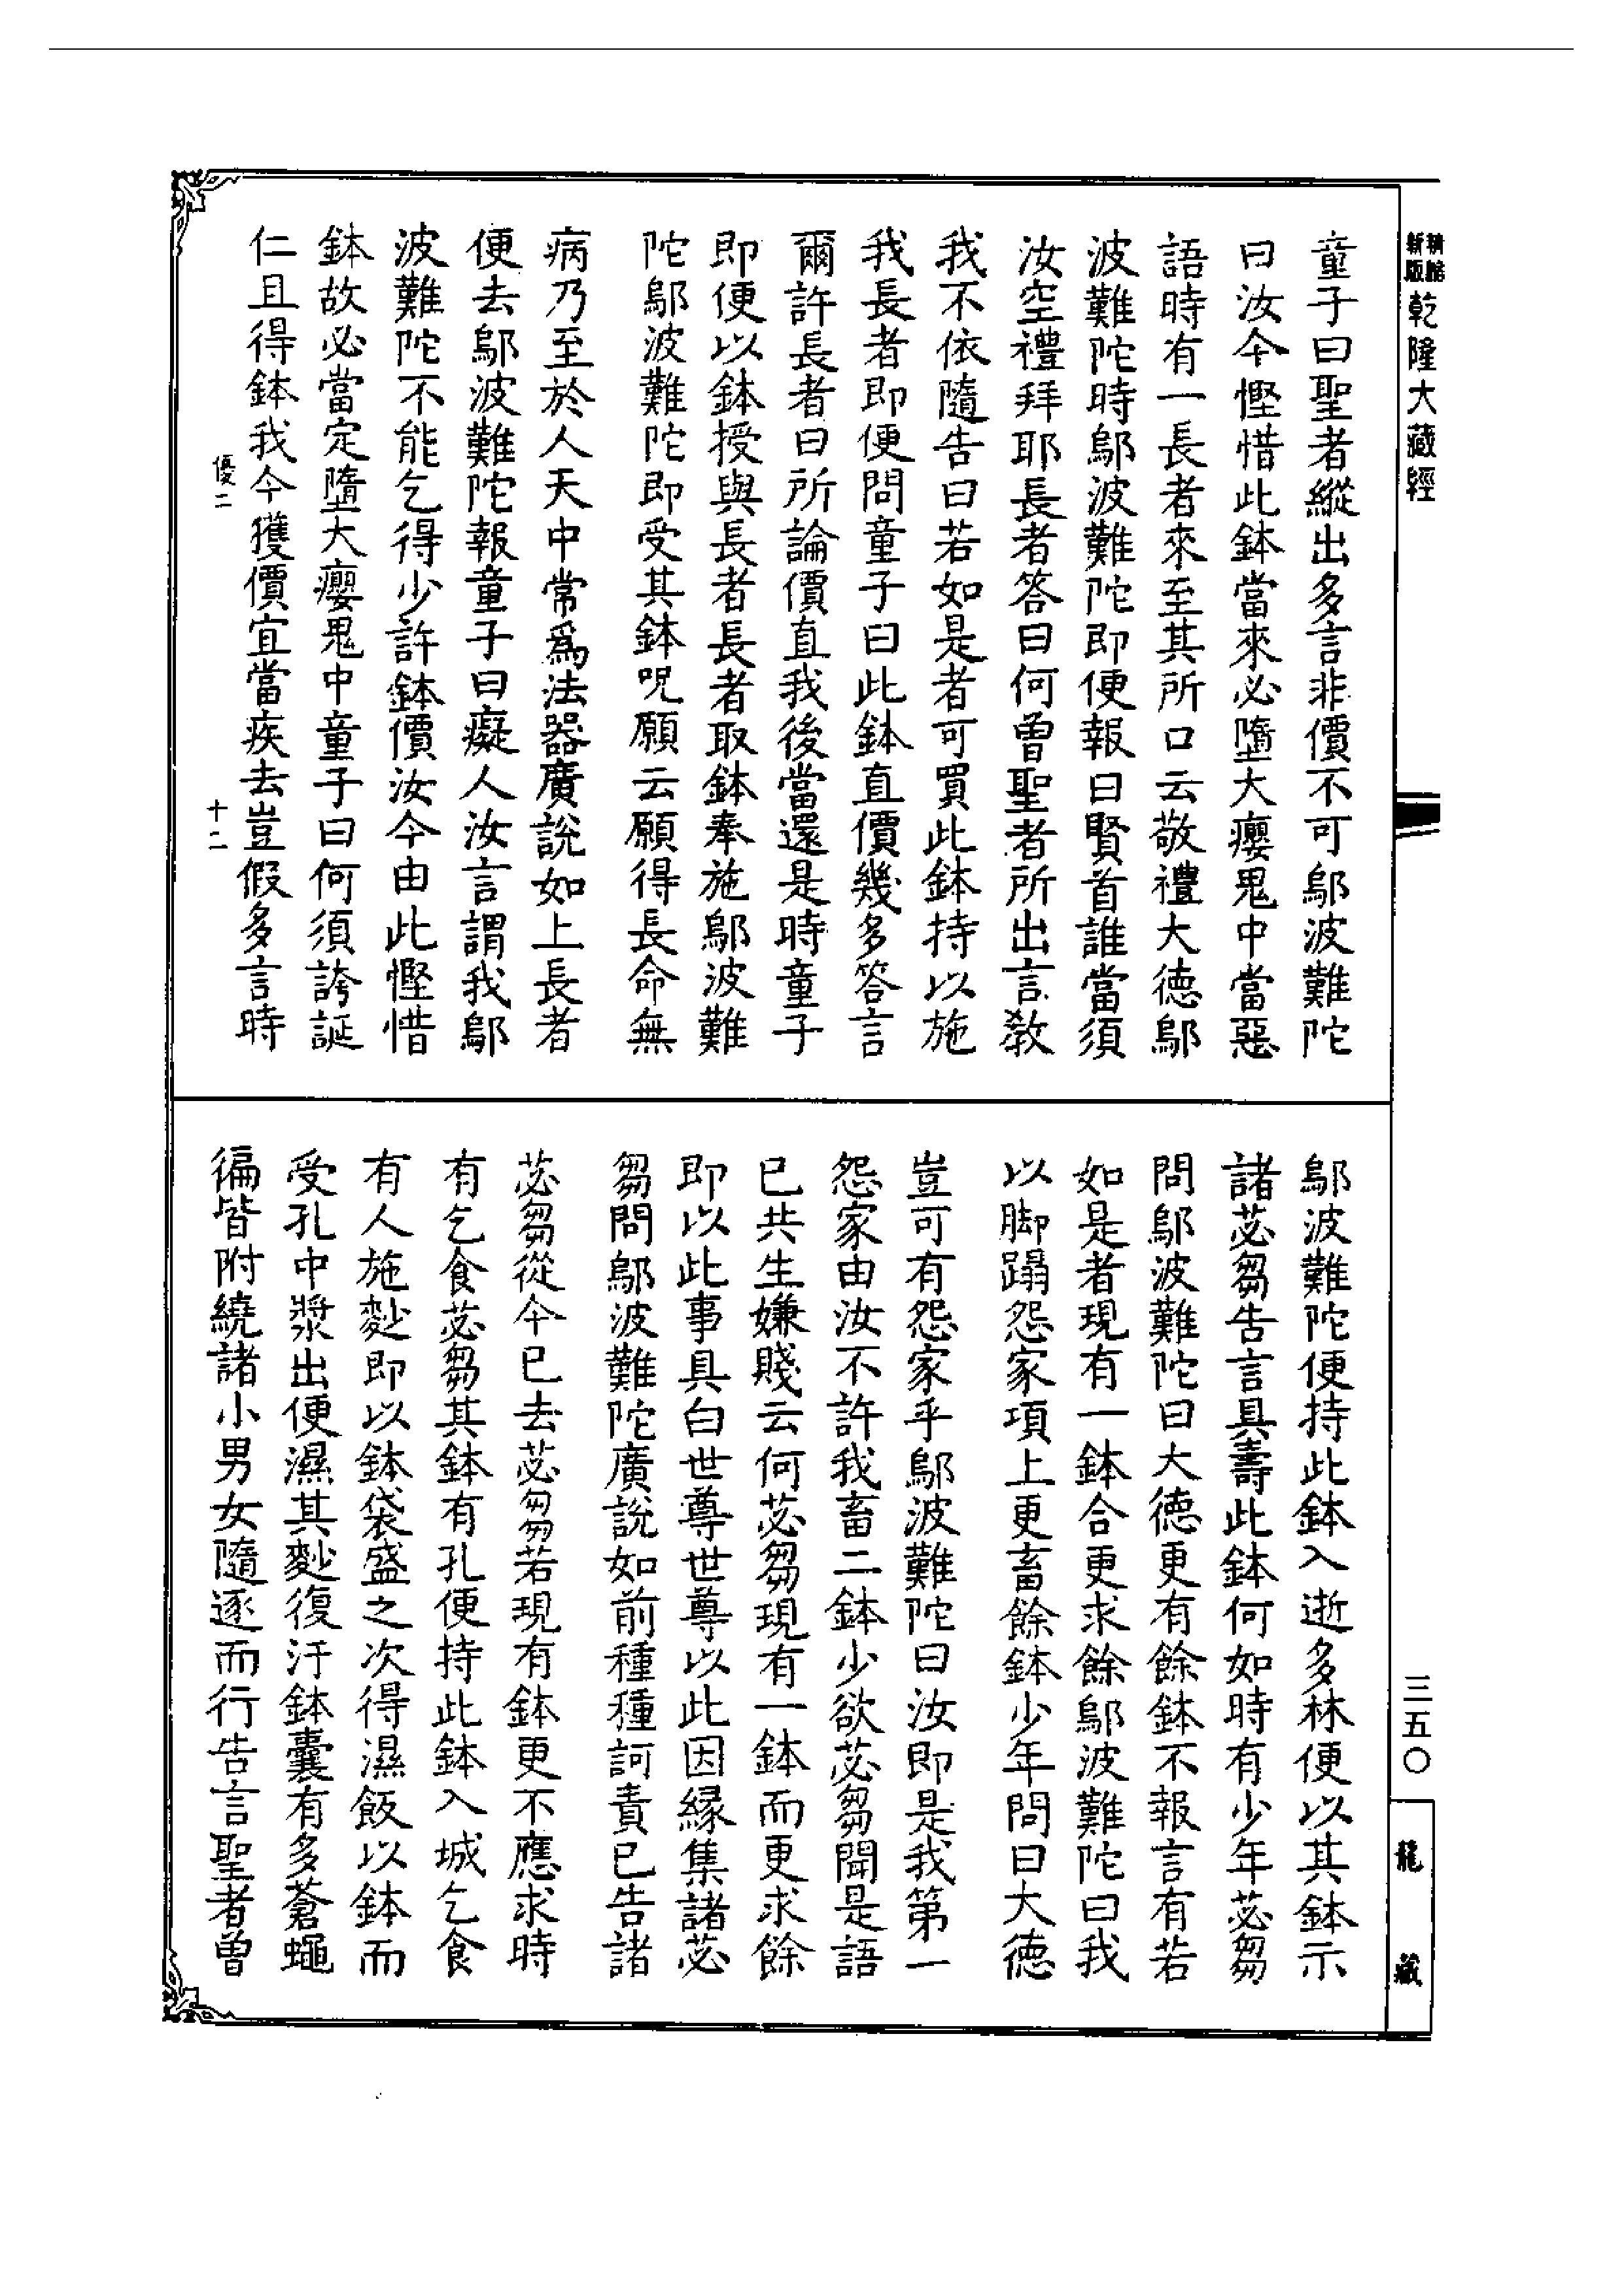 新編縮版乾隆大藏經
童子曰聖者縱出多言非價不可鄔波難陀
曰汝今慳惜此鉢當來必墮大癭鬼中當惡
語時有一長者來至其所口云敬禮大德鄔
波難陀時鄔波難陀即便報曰賢首誰當須
汝空禮拜耶長者答曰何曾聖者所出言教
我不依隨告曰若如是者可買此鉢持以施
我長者即便問童子曰此鉢直價幾多答言
爾許長者曰所論價直我後當還是時童子
即便以鉢授與長者長者取鉢奉施鄔波難
陀鄔波難陀即受其鉢呪願云願得長命無
病乃至於人天中常爲法器廣說如上長者
便去鄔波難陀報童子曰癡人汝言謂我鄔
波難陀不能乞得少許鉢價汝今由此慳惜
鉢故必當定墮大癭鬼中童子曰何須誇誕
仁且得鉢我今獲價宜當疾去豈假多言時
優二
十二
鄔波難陀便持此鉢入逝多林便以其鉢示
諸苾芻告言具壽此鉢何如時有少年苾芻
問鄔波難陀曰大德更有餘鉢不報言有若
如是者現有一鉢合更求餘鄔波難陀曰我
以脚蹋怨家項上更畜餘鉢少年問曰大德
豈可有怨家乎鄔波難陀曰汝即是我第一
怨家由汝不許我畜二鉢少欲苾芻聞是語
已共生嫌賤云何苾芻現有一鉢而更求餘
即以此事具白世尊世尊以此因緣集諸苾
芻問鄔波難陀廣說如前種種訶責已告諸
苾芻從今已去苾芻若現有鉢更不應求時
有乞食苾芻其鉢有孔便持此鉢入城乞食
有人施麨即以鉢袋盛之次得濕飯以鉢而
受孔中漿出便濕其麨復汙鉢囊有多蒼蠅
徧皆附繞諸小男女隨逐而行告言聖者曾
三五〇
龍藏